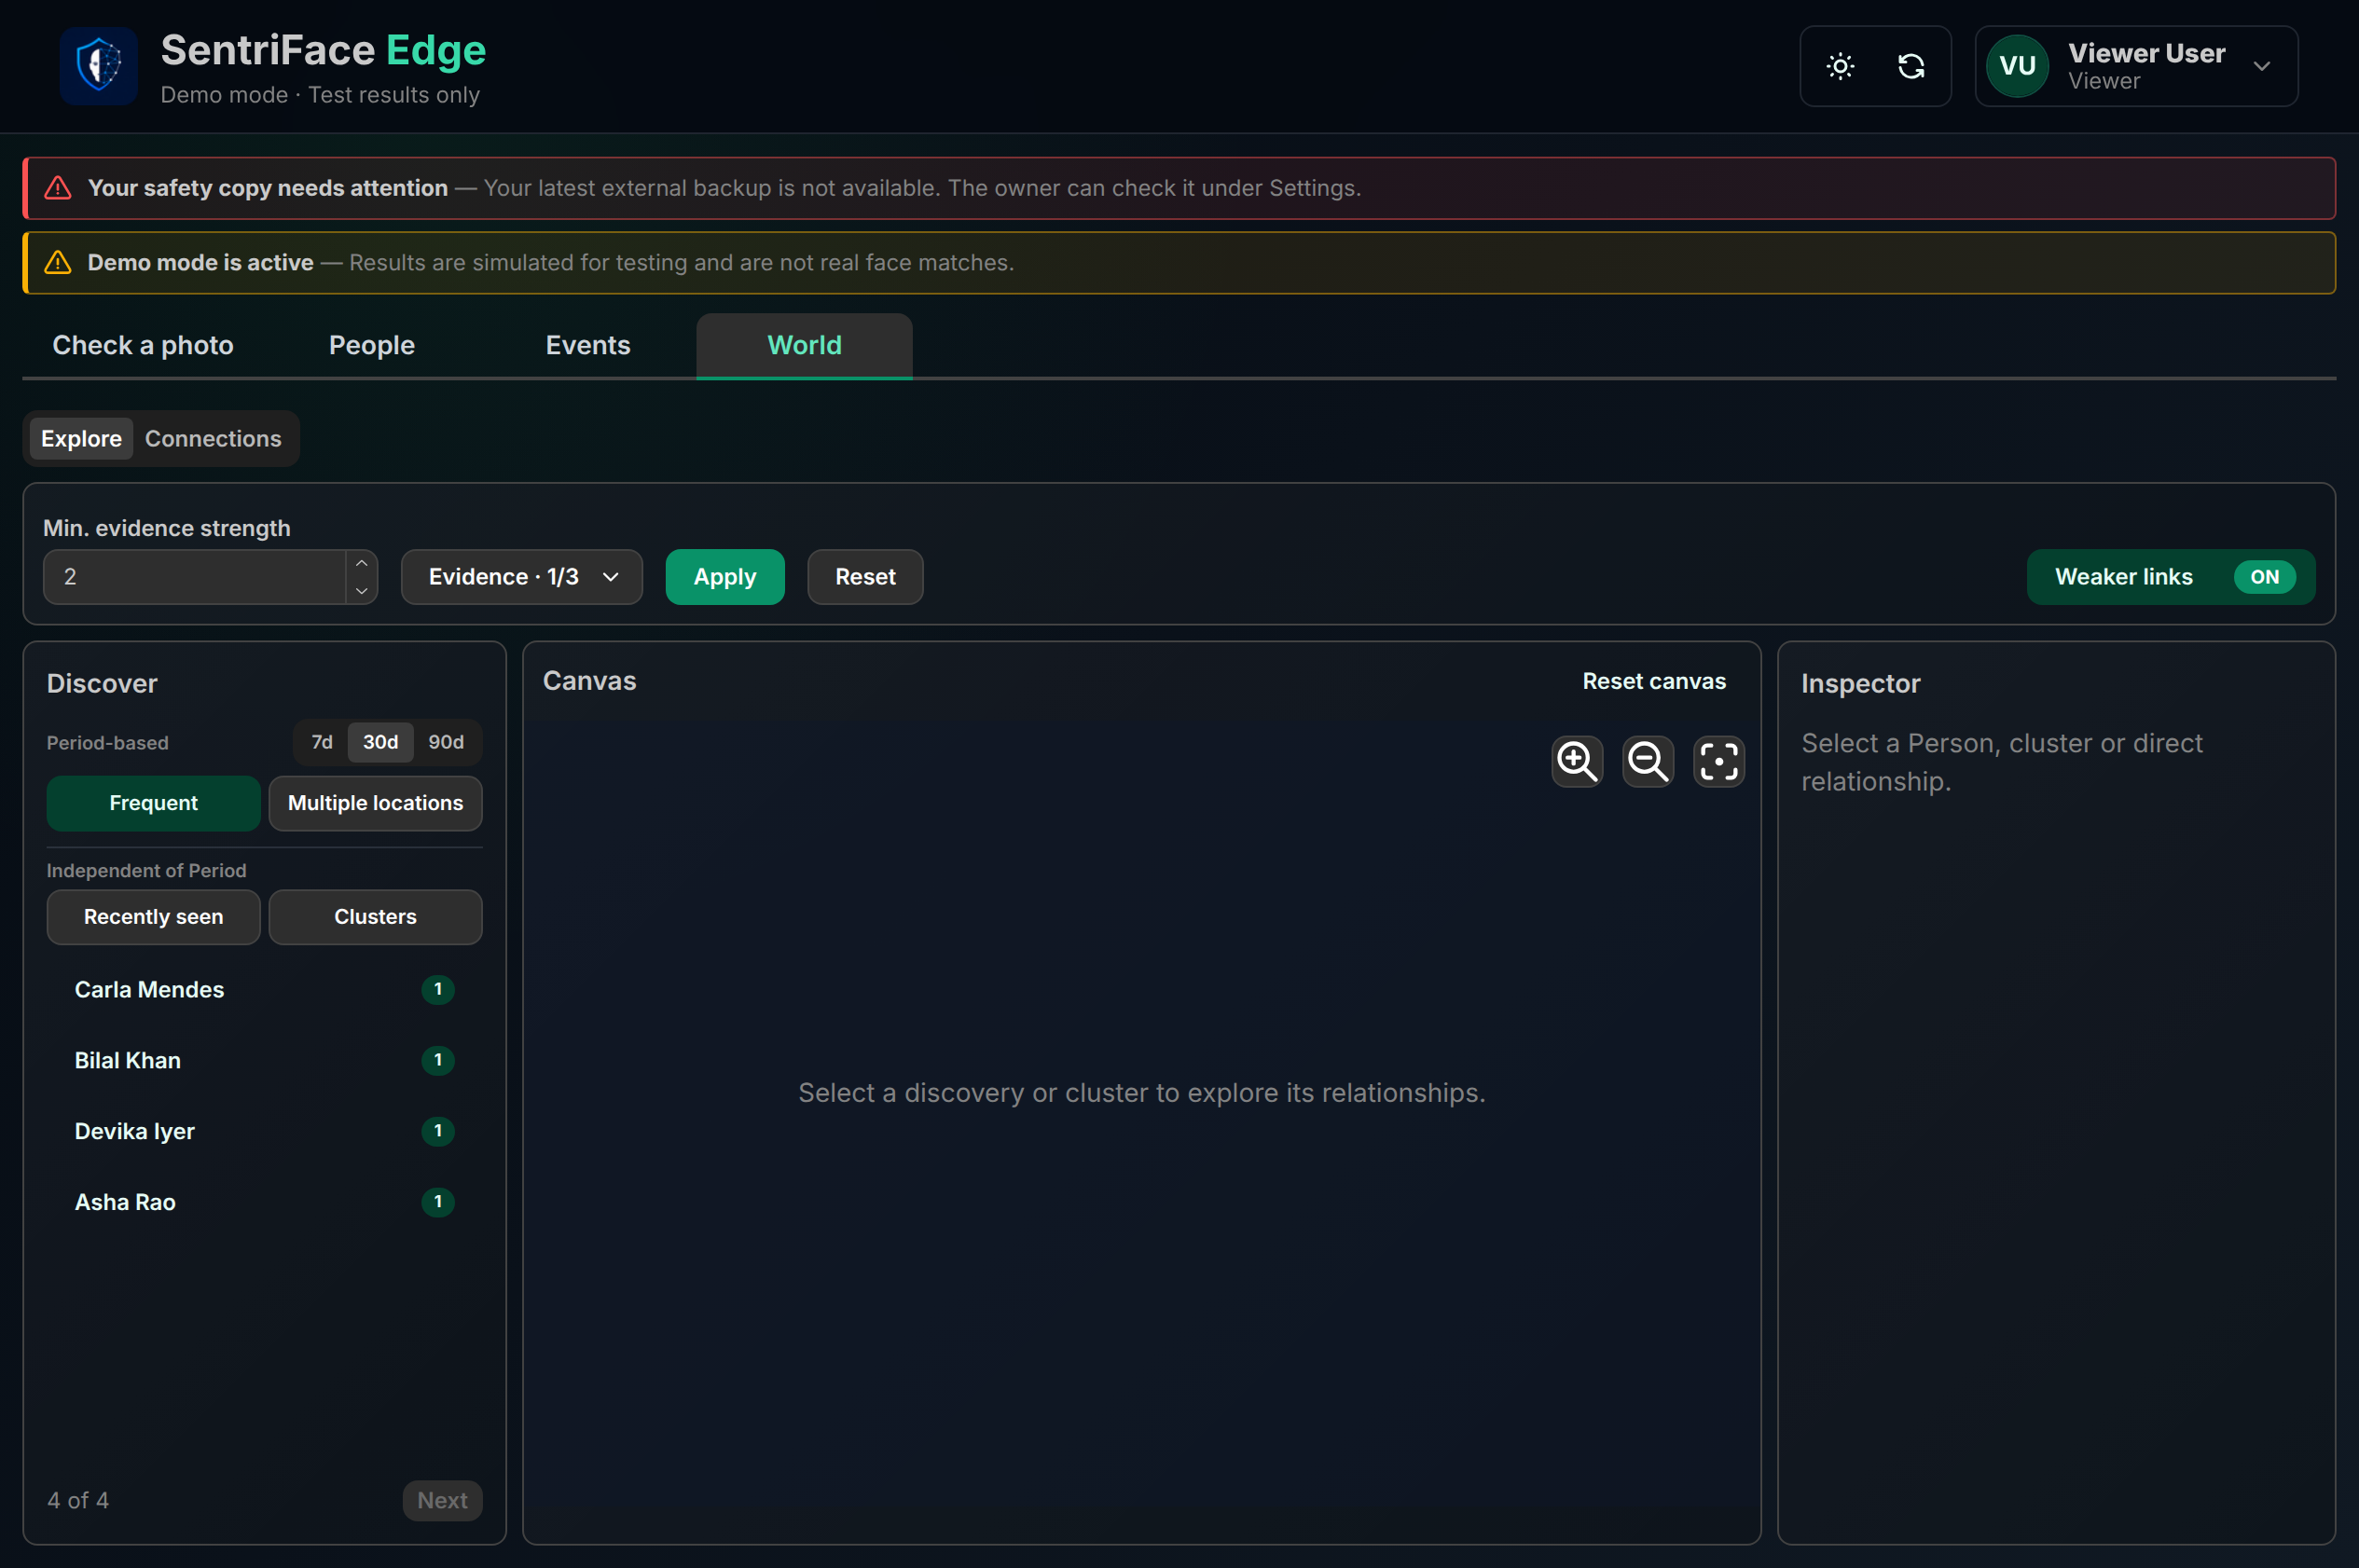 SentriFace Edge
Demo mode · Test results only
VU
Viewer User
Viewer
Your safety copy needs attention — Your latest external backup is not available. The owner can check it under Settings.
Demo mode is active — Results are simulated for testing and are not real face matches.
Check a photo
People
Events
World
Explore
Connections
Min. evidence strength
2
Evidence · 1/3
Apply
Reset
Weaker links
ON
Discover
Period-based
7d
30d
90d
Frequent
Multiple locations
Independent of Period
Recently seen
Clusters
Carla Mendes
1
Bilal Khan
1
Devika Iyer
1
Asha Rao
1
4 of 4
Next
Canvas
Reset canvas
Select a discovery or cluster to explore its relationships.
Inspector
Select a Person, cluster or direct
relationship.